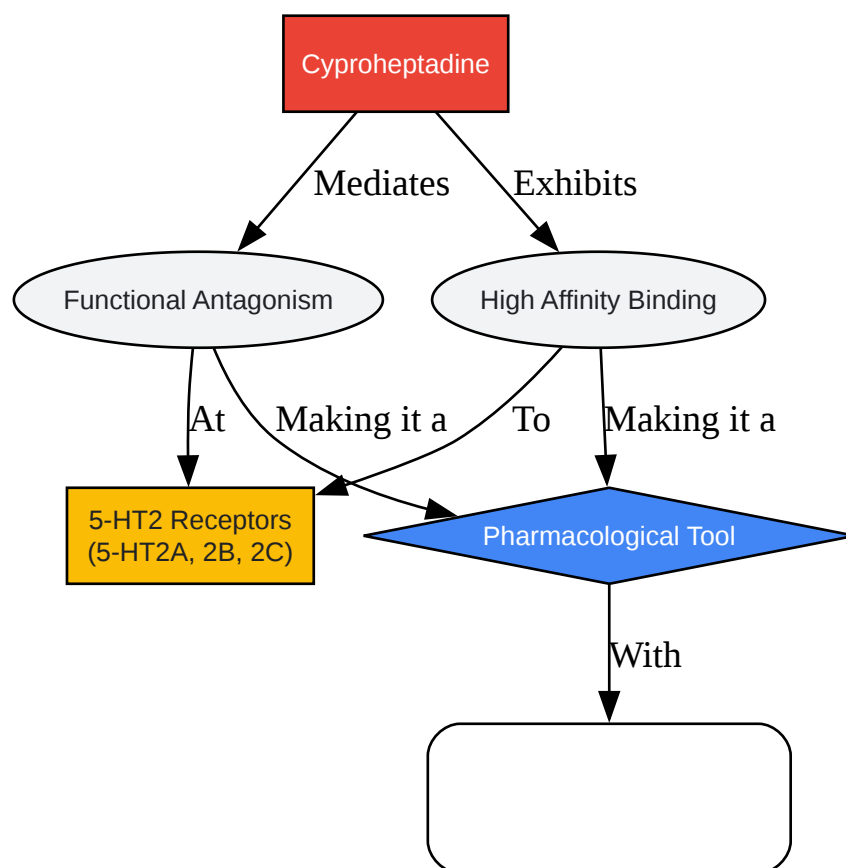 Cyproheptadine
Mediates
Exhibits
Functional Antagonism
High Affinity Binding
At
Making it a
To
Making it a
5-HT2 Receptors
(5-HT2A, 2B, 2C)
Pharmacological Tool
With